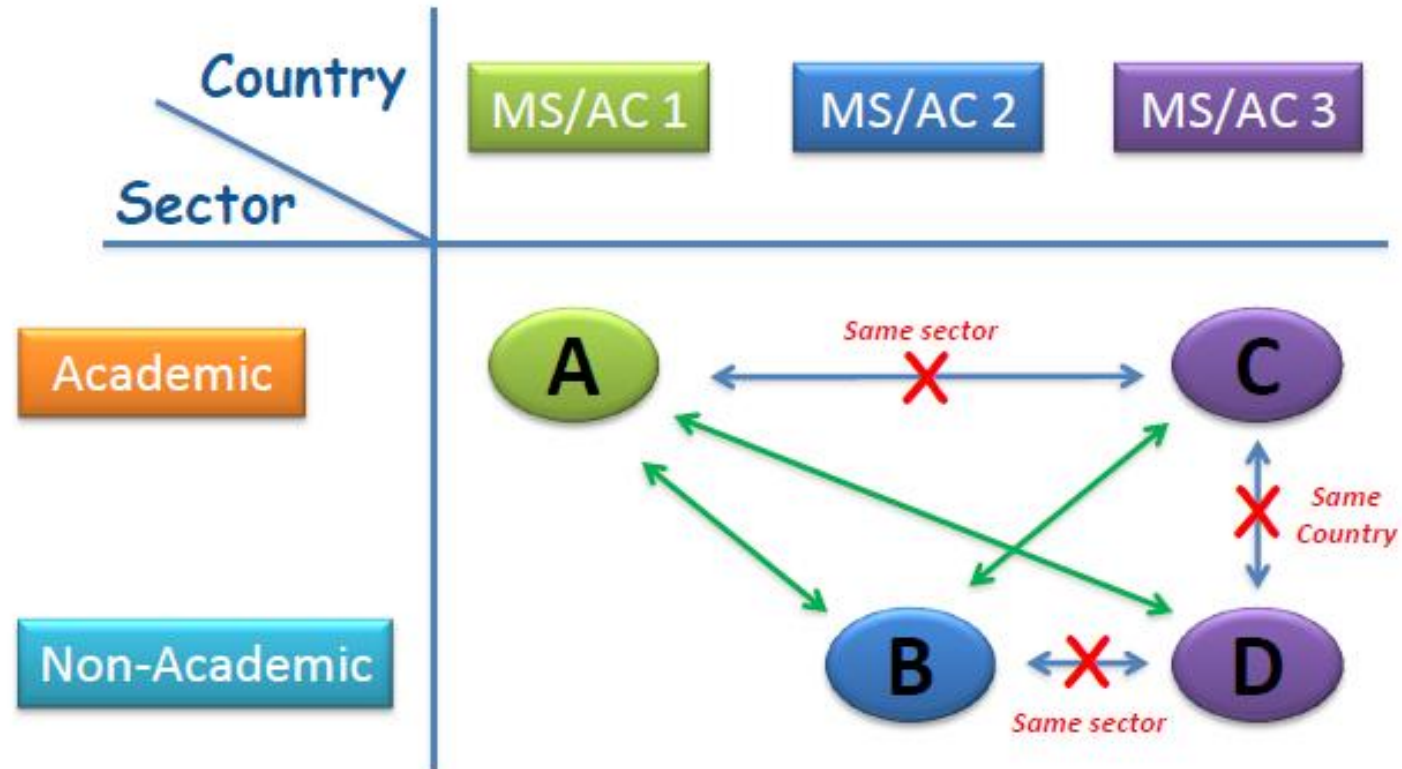 Country
MS/AC 1
MS/AC 2
MS/AC 3
Sector
Academic
A
Same sector
C
Same
Country
Non-Academic
B
D
Same sector